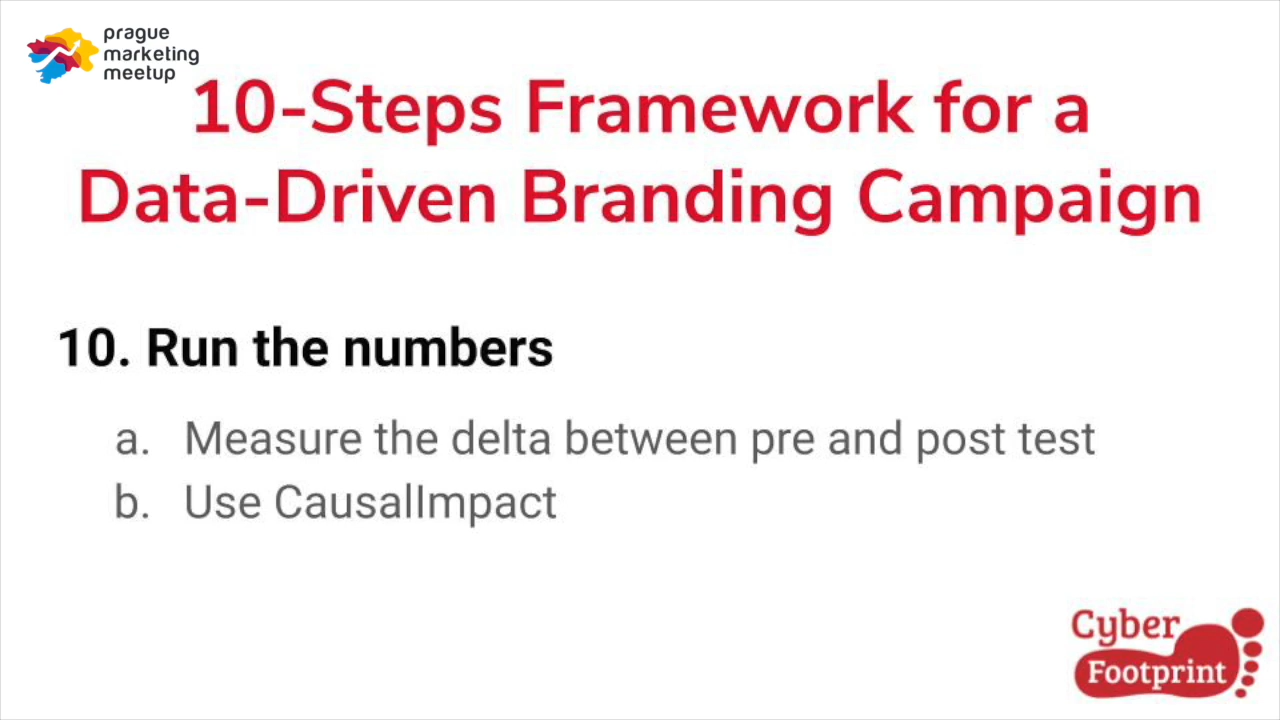 prague
marketing
meetup
10-Steps Framework for a
Data-Driven Branding Campaign
10. Run the numbers
a. Measure the delta between pre and post test
b. Use CausalImpact
Cyber
Footprint